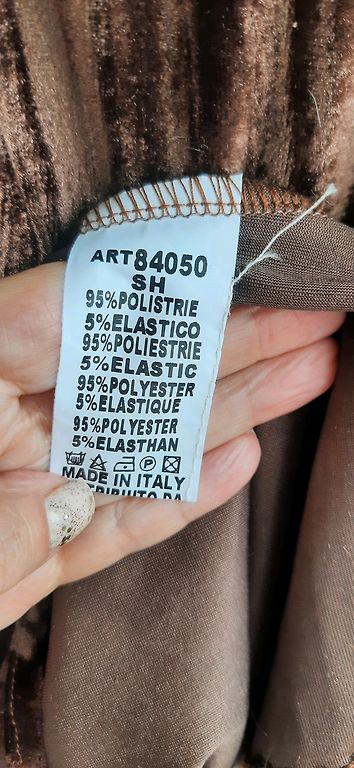 ART84050
SH
95%POLISTRIE
5%ELASTICO
95%POLIESTRIE
5%ELASTIC
95%POLYESTER
5%ELASTIQUE
95%POLYESTER
5%ELASTHAN
MADE IN ITALY
DA